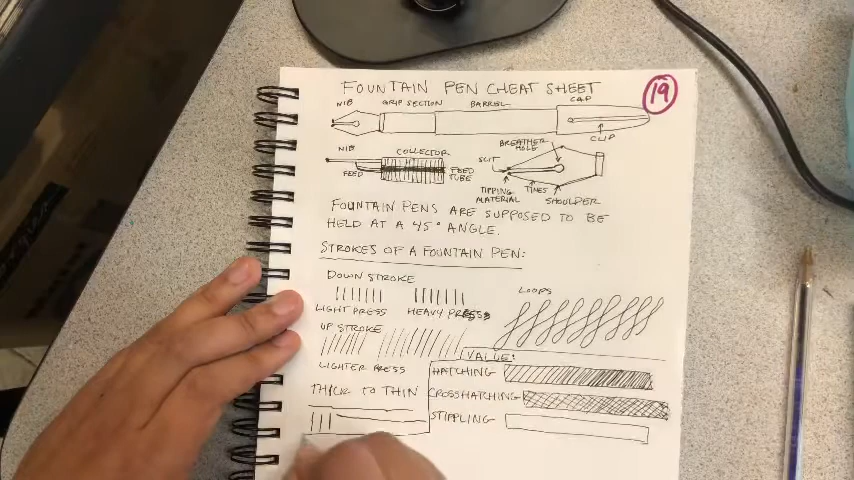 FOUNTAIN PEN CHEAT SHEET
19
NIB GRIP SECTION BARREL CAP
CLIP
NIB COLLECTOR
FEED FEED TUBE
BREATHER HOLE
SLIT
TIPPING MATERIAL TINES SHOULDER
FOUNTAIN PENS ARE SUPPOSED TO BE
HELD AT A 45° ANGLE.
STROKES OF A FOUNTAIN PEN:
DOWN STROKE
LIGHT PRESS HEAVY PRESS
LOOPS
UP STROKE
LIGHTER PRESS
VALUE:
HATCHING
CROSSHATCHING
STIPPLING
THICK TO THIN